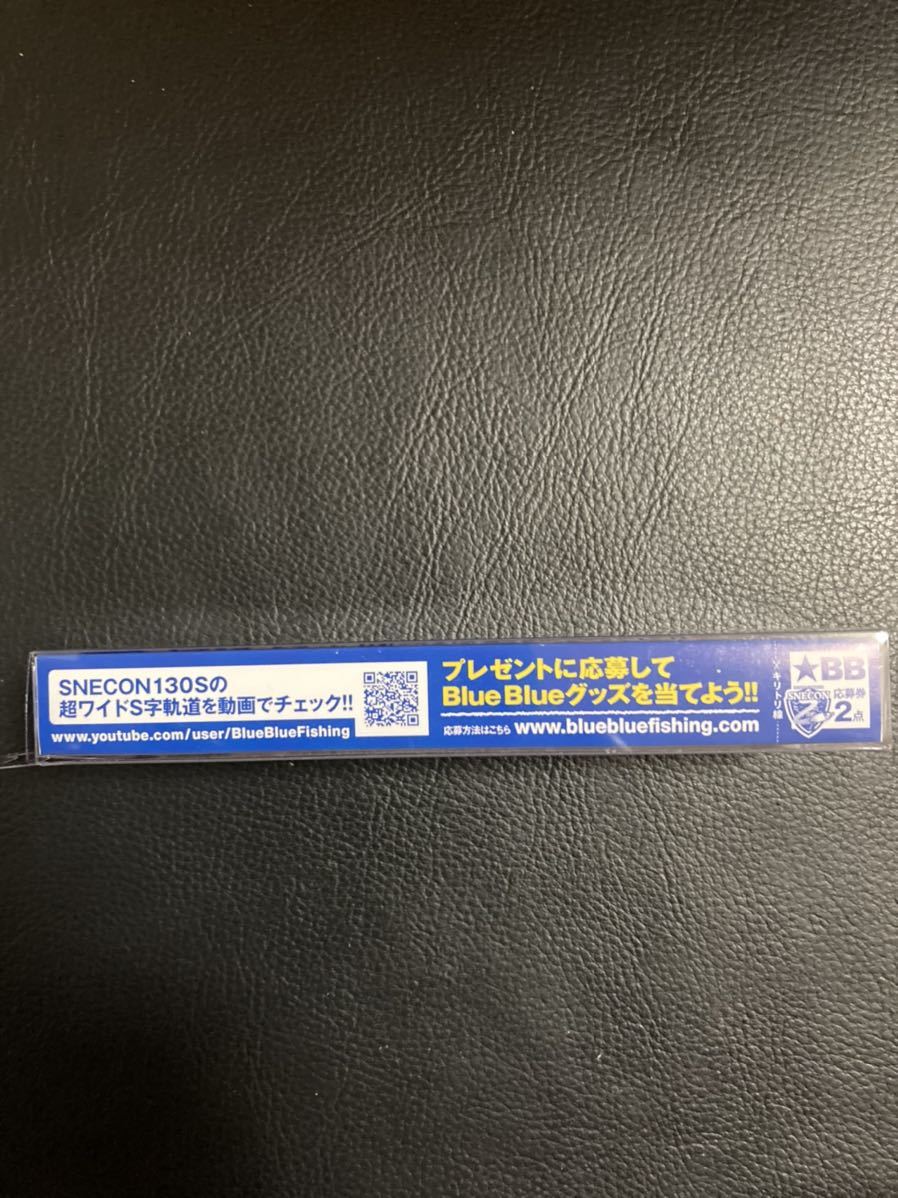 SNECON130Sの
超ワイドS字軌道を動画でチェック!!
www.youtube.com/user/BlueBlueFishing
プレゼントに応募して
Blue Blueグッズを当てよう!!
応募方法はこちら www.bluebluefishing.com
キリトリ線
★BB
SNECON
応募券
2点